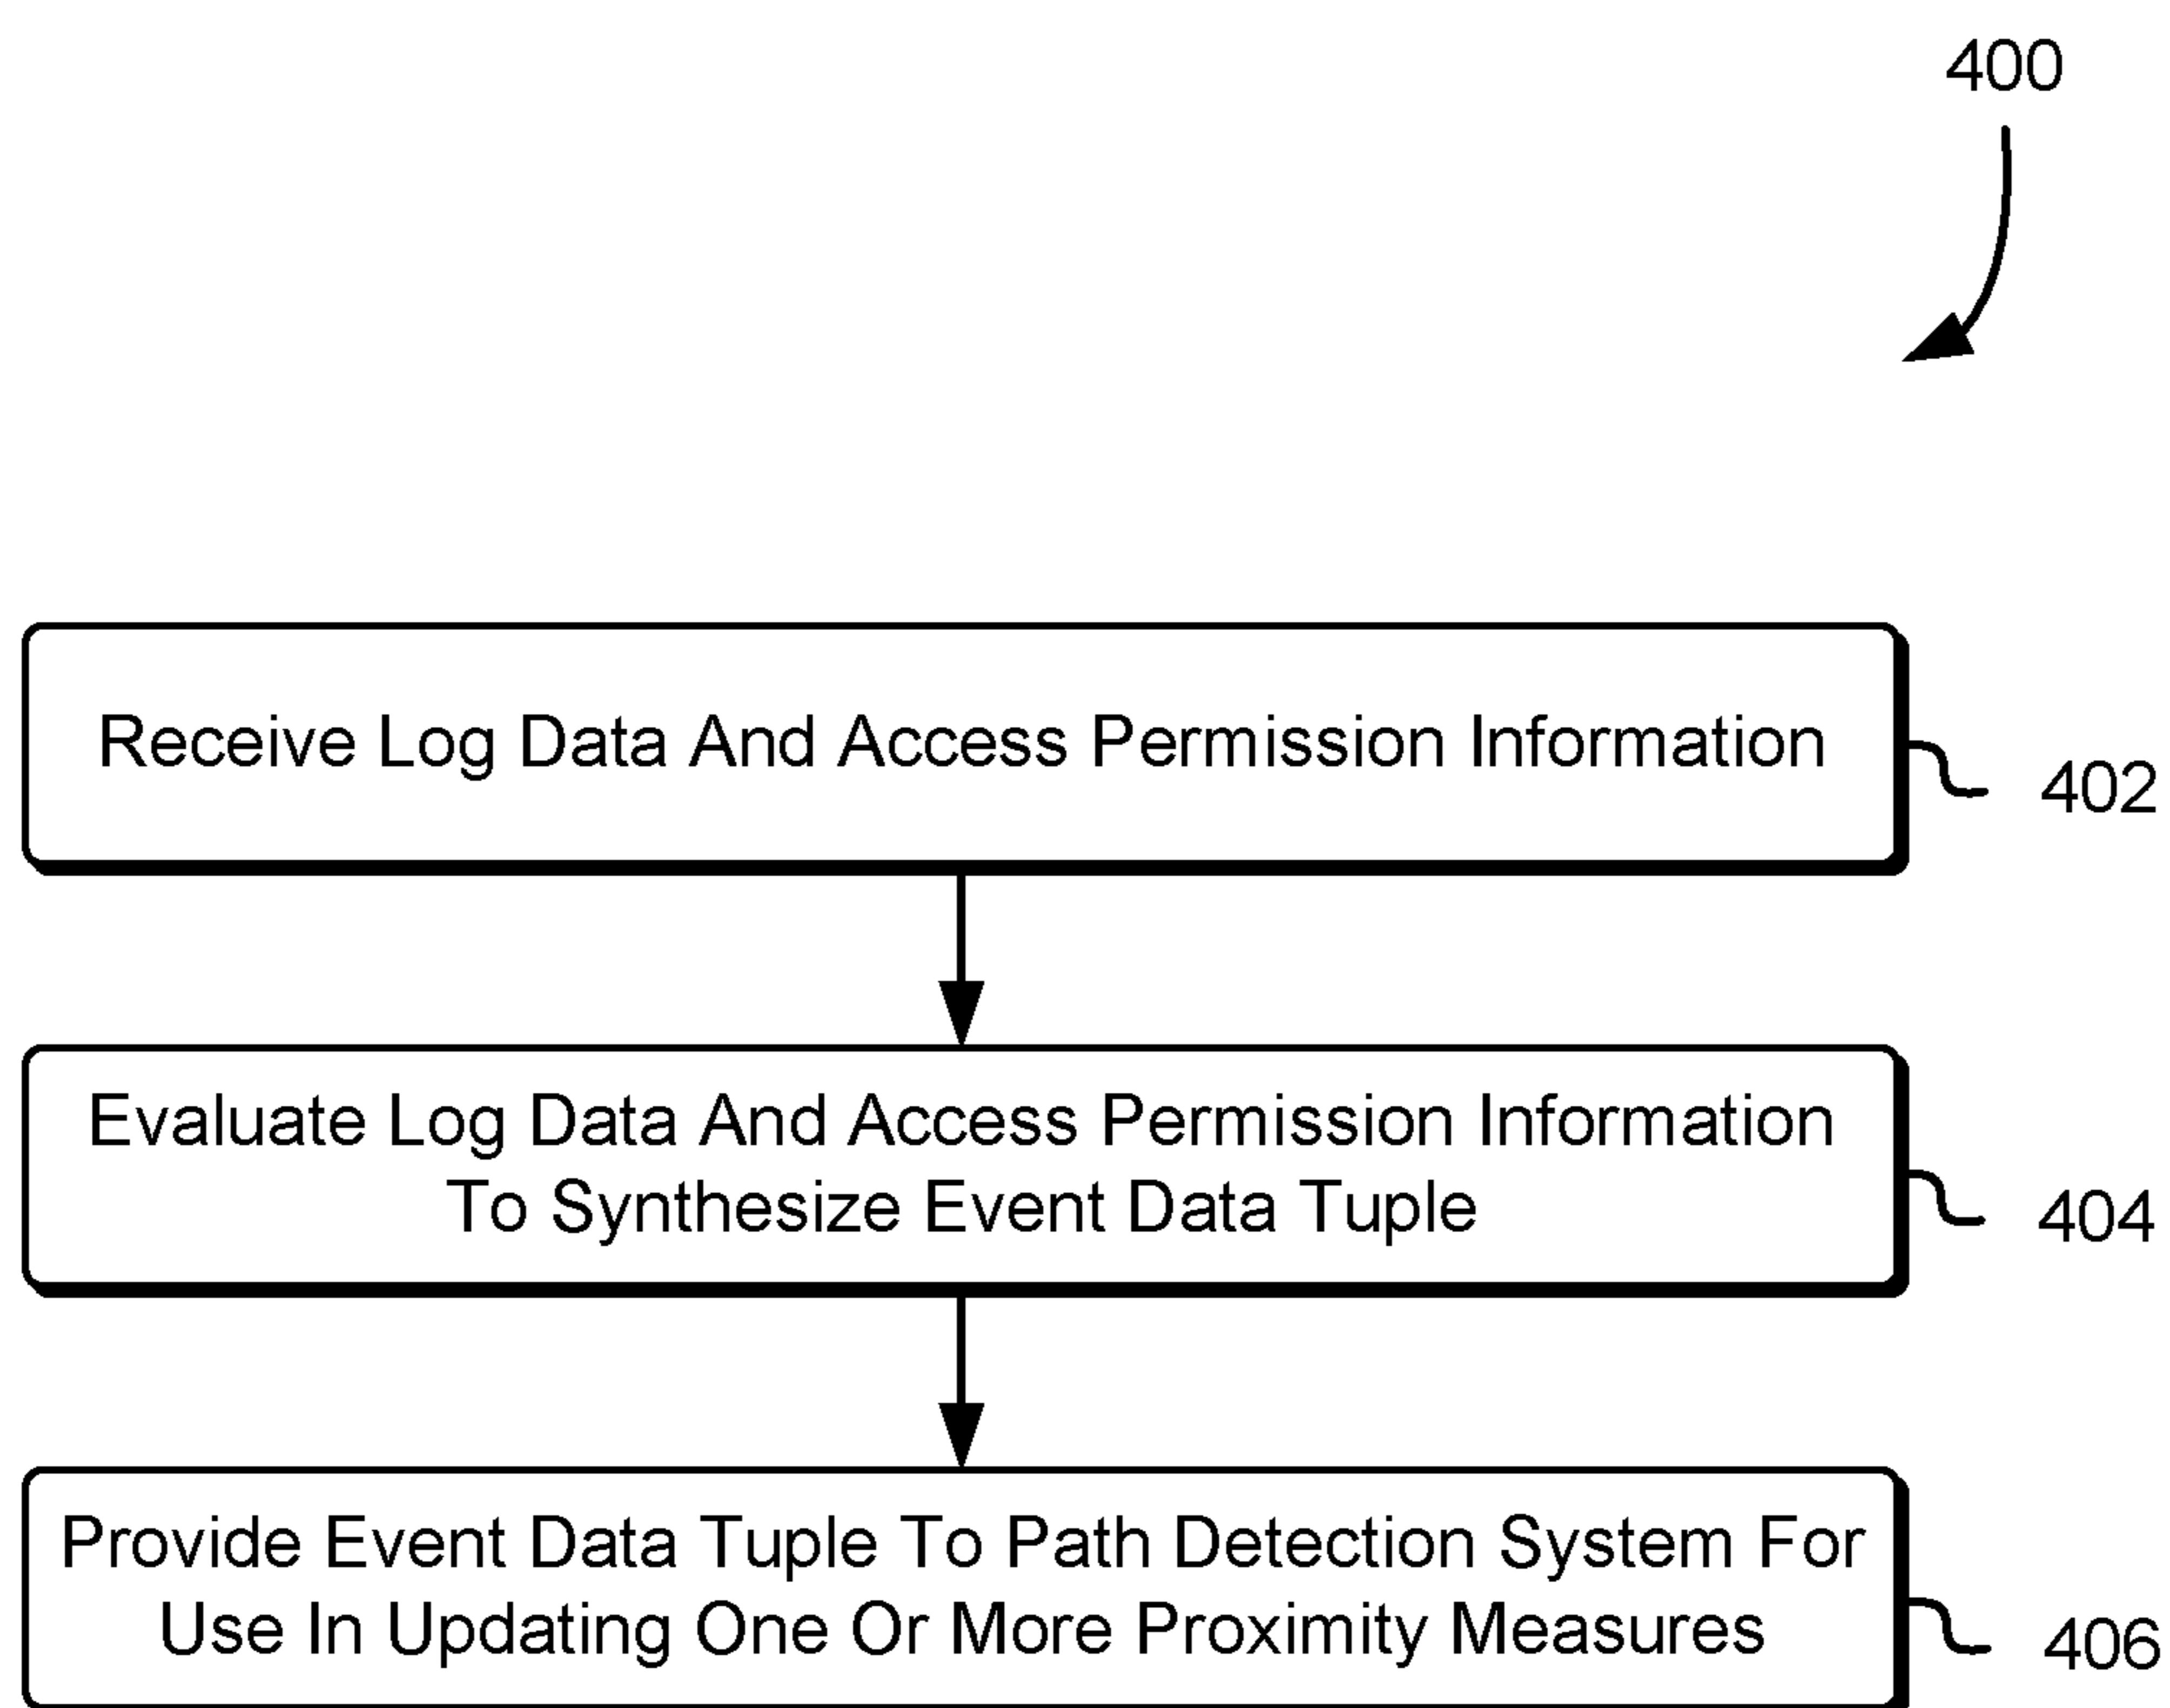 400
Receive Log Data And Access Permission Information
402
Evaluate Log Data And Access Permission Information
To Synthesize Event Data Tuple
404
Provide Event Data Tuple To Path Detection System For
Use In Updating One Or More Proximity Measures
406